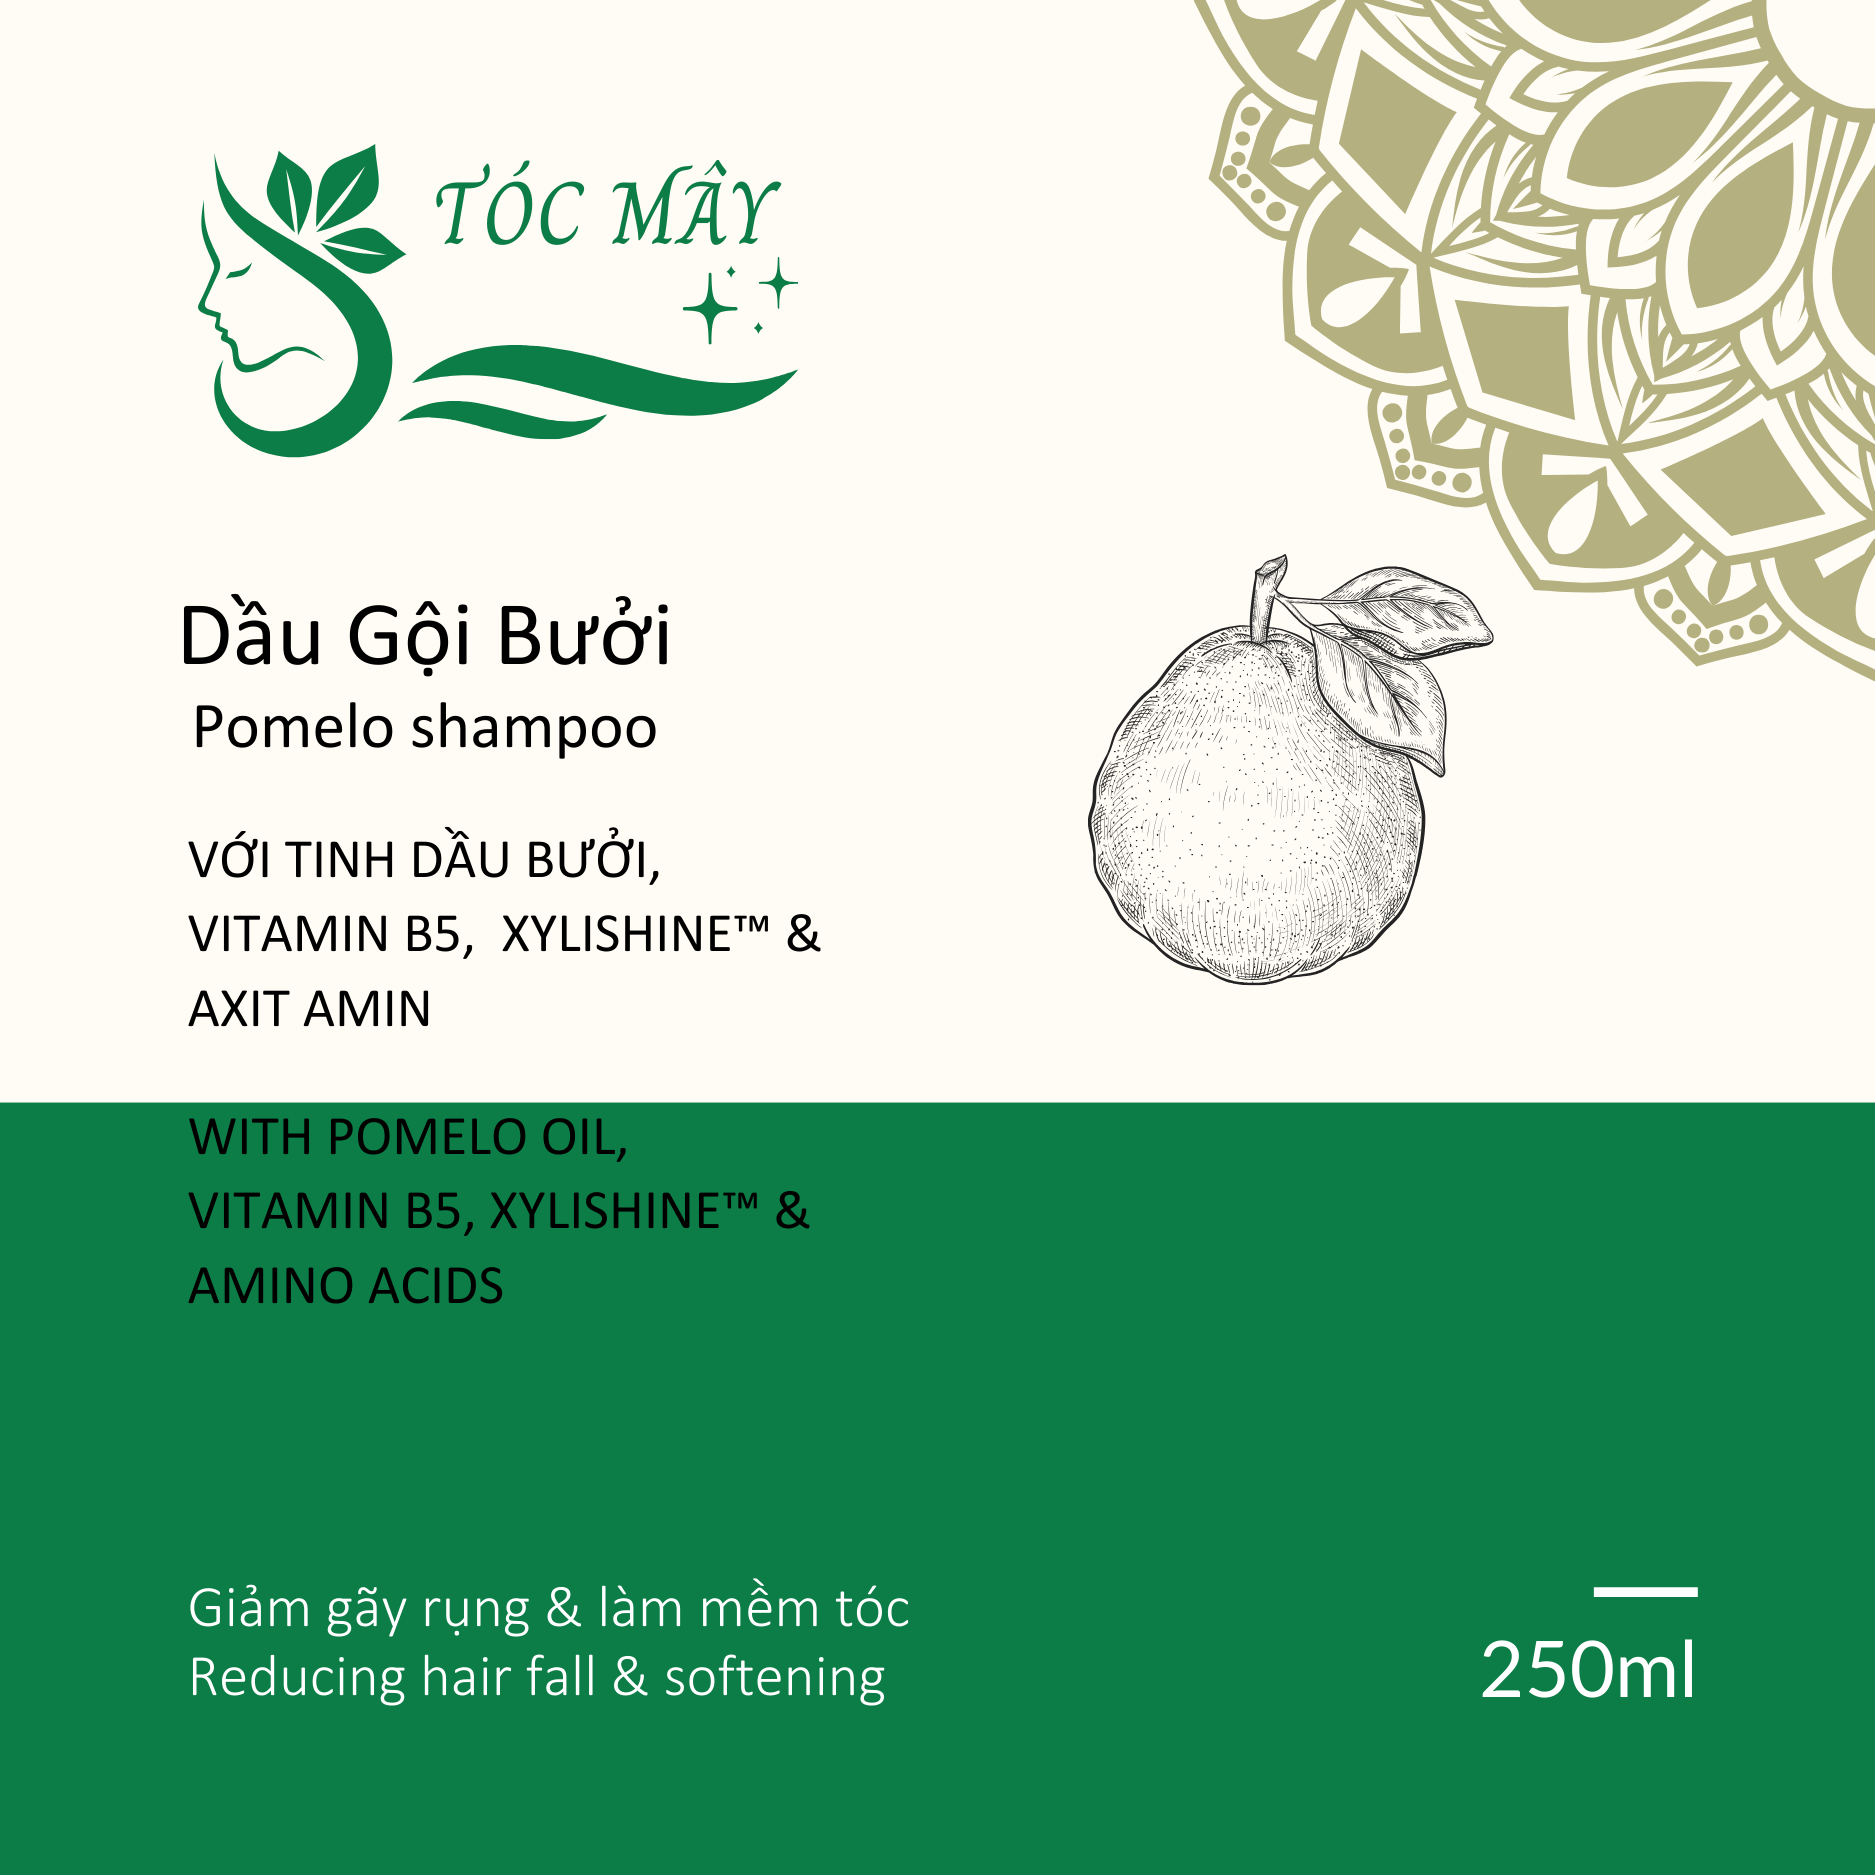 TÓC MÂY
Dầu Gội Bưởi
Pomelo shampoo
VỚI TINH DẦU BƯỞI,
VITAMIN B5, XYLISHINE™ &
AXIT AMIN
WITH POMELO OIL,
VITAMIN B5, XYLISHINE™ &
AMINO ACIDS
Giảm gãy rụng & làm mềm tóc
Reducing hair fall & softening
250ml